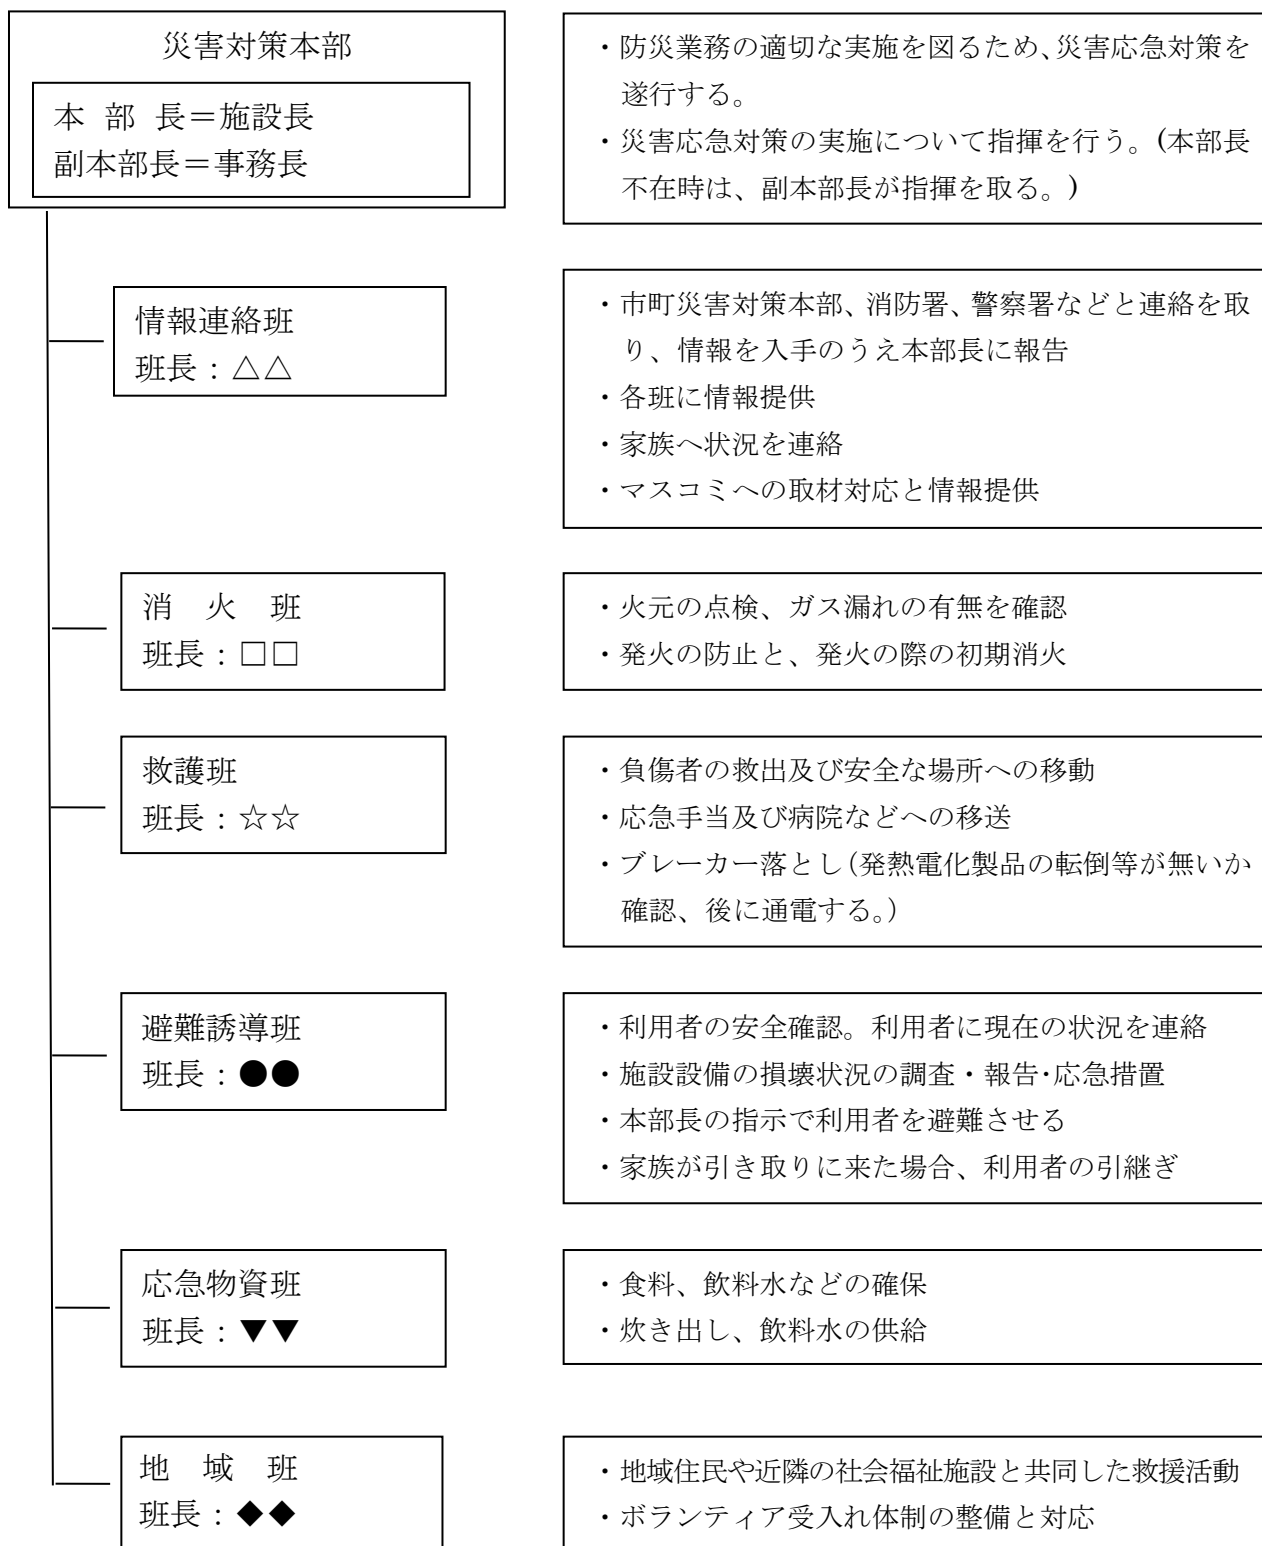 災害対策本部
本 部 長＝施設長
副本部長＝事務長
・防災業務の適切な実施を図るため、災害応急対策を
遂行する。
・災害応急対策の実施について指揮を行う。(本部長
不在時は、副本部長が指揮を取る。)
情報連絡班
班長：△△
・市町災害対策本部、消防署、警察署などと連絡を取
り、情報を入手のうえ本部長に報告
・各班に情報提供
・家族へ状況を連絡
・マスコミへの取材対応と情報提供
消 火 班
班長：□□
・火元の点検、ガス漏れの有無を確認
・発火の防止と、発火の際の初期消火
救護班
班長：☆☆
・負傷者の救出及び安全な場所への移動
・応急手当及び病院などへの移送
・ブレーカー落とし(発熱電化製品の転倒等が無いか
確認、後に通電する。)
避難誘導班
班長：●●
・利用者の安全確認。利用者に現在の状況を連絡
・施設設備の損壊状況の調査・報告･応急措置
・本部長の指示で利用者を避難させる
・家族が引き取りに来た場合、利用者の引継ぎ
応急物資班
班長：▼▼
・食料、飲料水などの確保
・炊き出し、飲料水の供給
地 域 班
班長：◆◆
・地域住民や近隣の社会福祉施設と共同した救援活動
・ボランティア受入れ体制の整備と対応